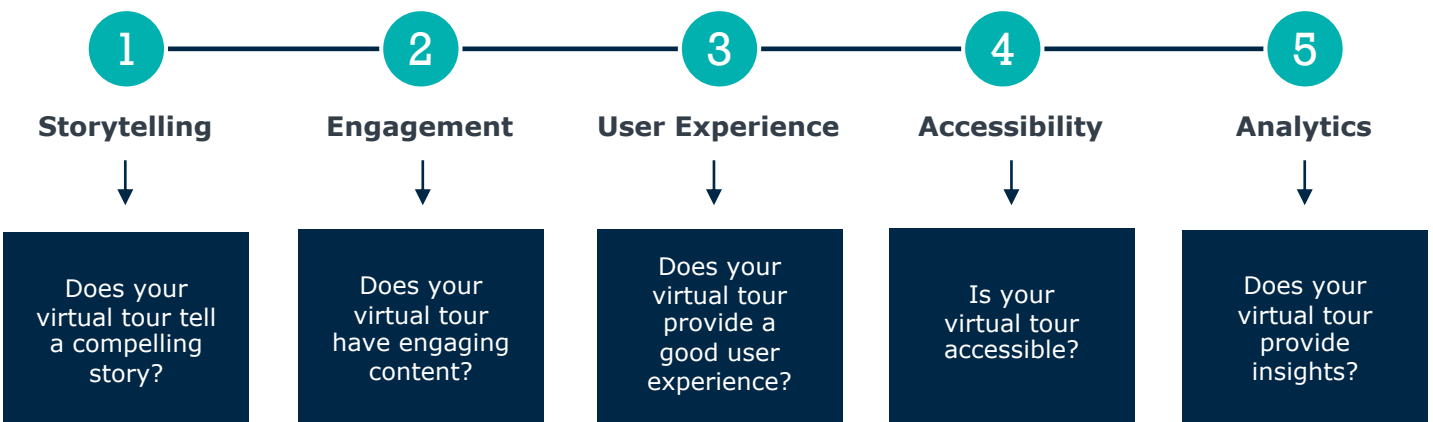 1 2 3 4 5
Storytelling Engagement User Experience Accessibility Analytics
Does your
virtual tour tell
a compelling
story?
Does your
virtual tour
have engaging
content?
Does your
virtual tour
provide a
good user
experience?
Is your
virtual tour
accessible?
Does your
virtual tour
provide
insights?